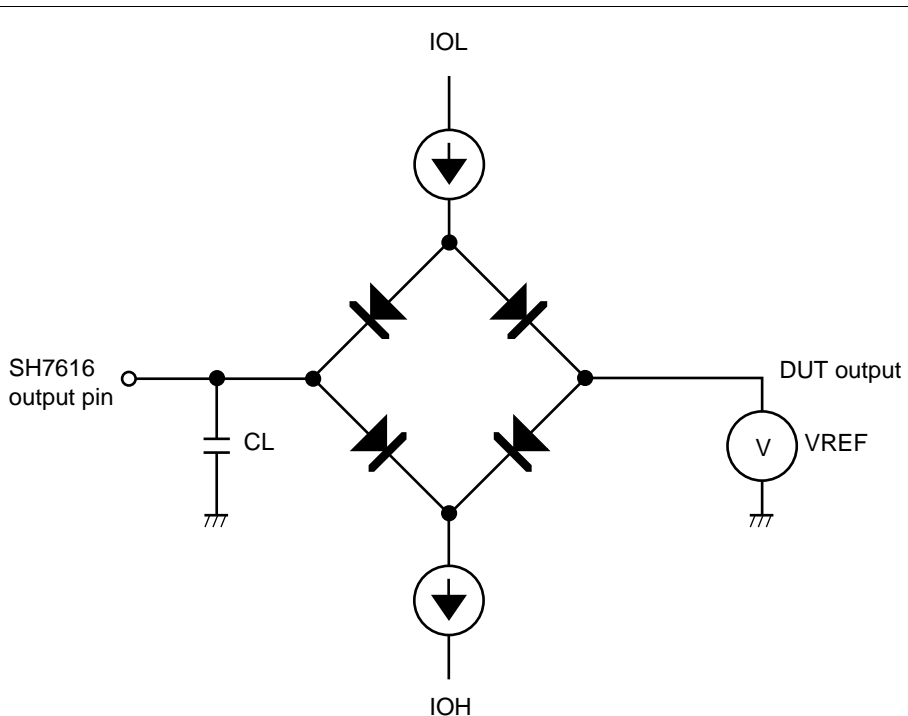 IOL
SH7616
output pin
CL
DUT output
V
VREF
IOH